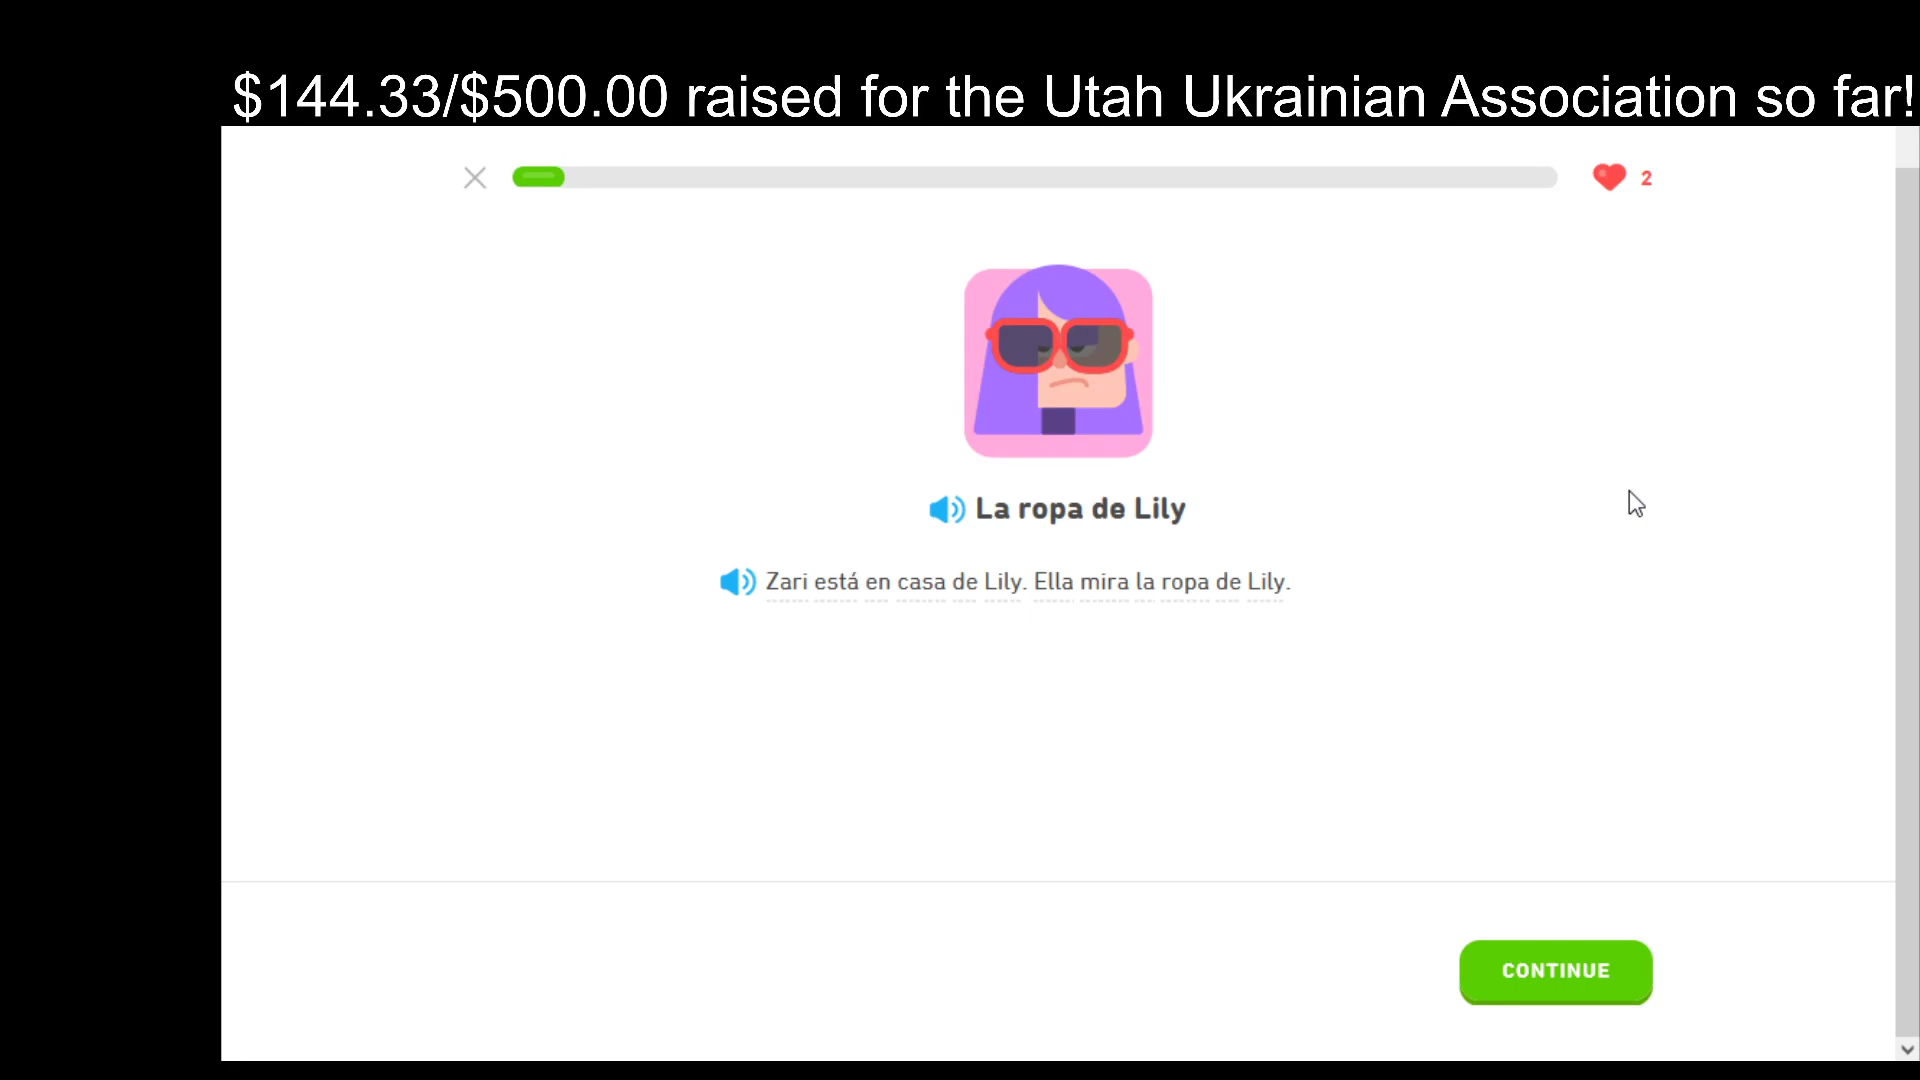 $144.33/$500.00 raised for the Utah Ukrainian Association so far!
2
La ropa de Lily
Zari está en casa de Lily. Ella mira la ropa de Lily.
CONTINUE